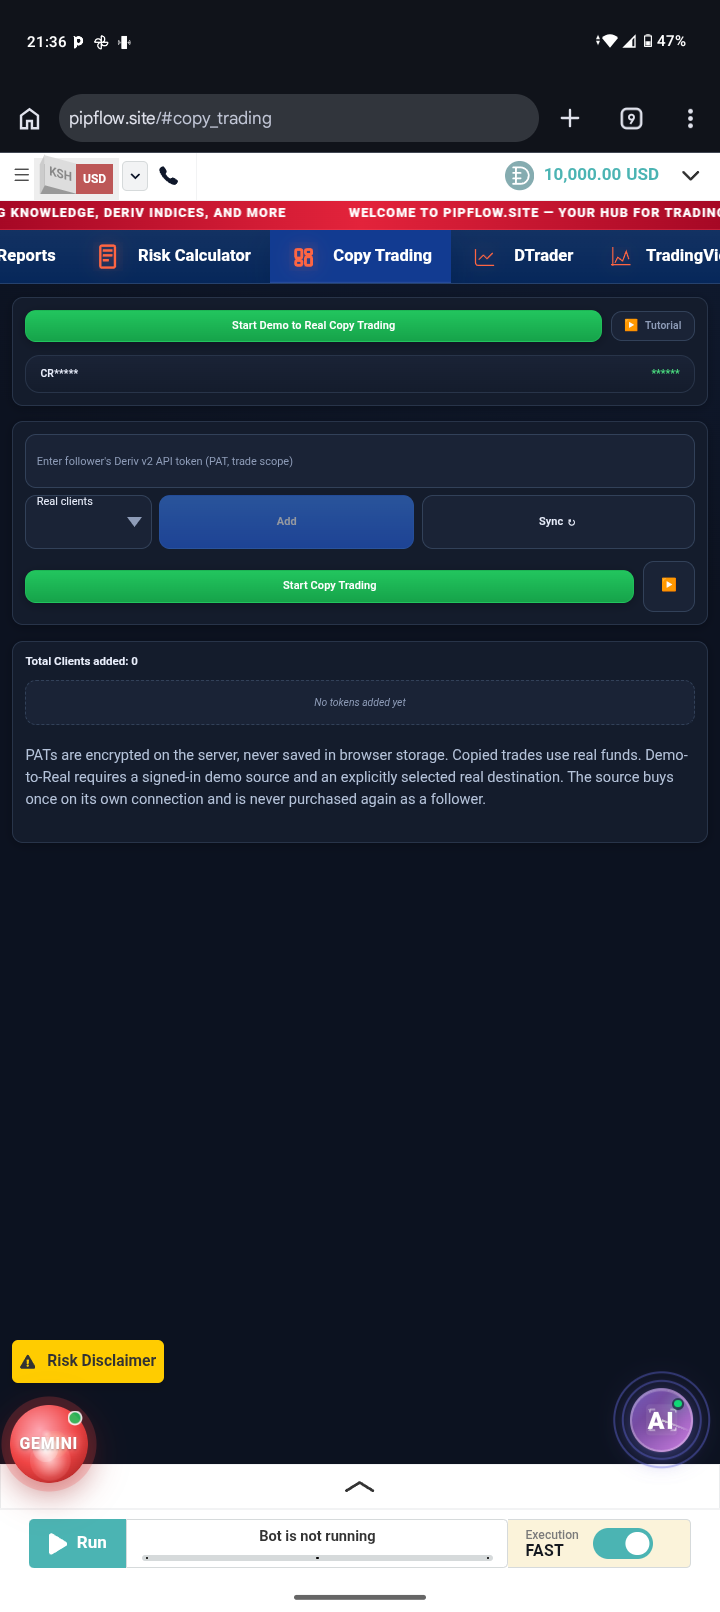 21:36
47%
pipflow.site/#copy_trading
9
KSH
USD
10,000.00 USD
G KNOWLEDGE, DERIV INDICES, AND MORE WELCOME TO PIPFLOW.SITE — YOUR HUB FOR TRADING
Reports
Risk Calculator
Copy Trading
DTrader
TradingVi
Start Demo to Real Copy Trading
Tutorial
CR*****
******
Enter follower's Deriv v2 API token (PAT, trade scope)
Real clients
Add
Sync ↻
Start Copy Trading
Total Clients added: 0
No tokens added yet
PATs are encrypted on the server, never saved in browser storage. Copied trades use real funds. Demo-
to-Real requires a signed-in demo source and an explicitly selected real destination. The source buys
once on its own connection and is never purchased again as a follower.
Risk Disclaimer
GEMINI
AI
Run
Bot is not running
Execution
FAST